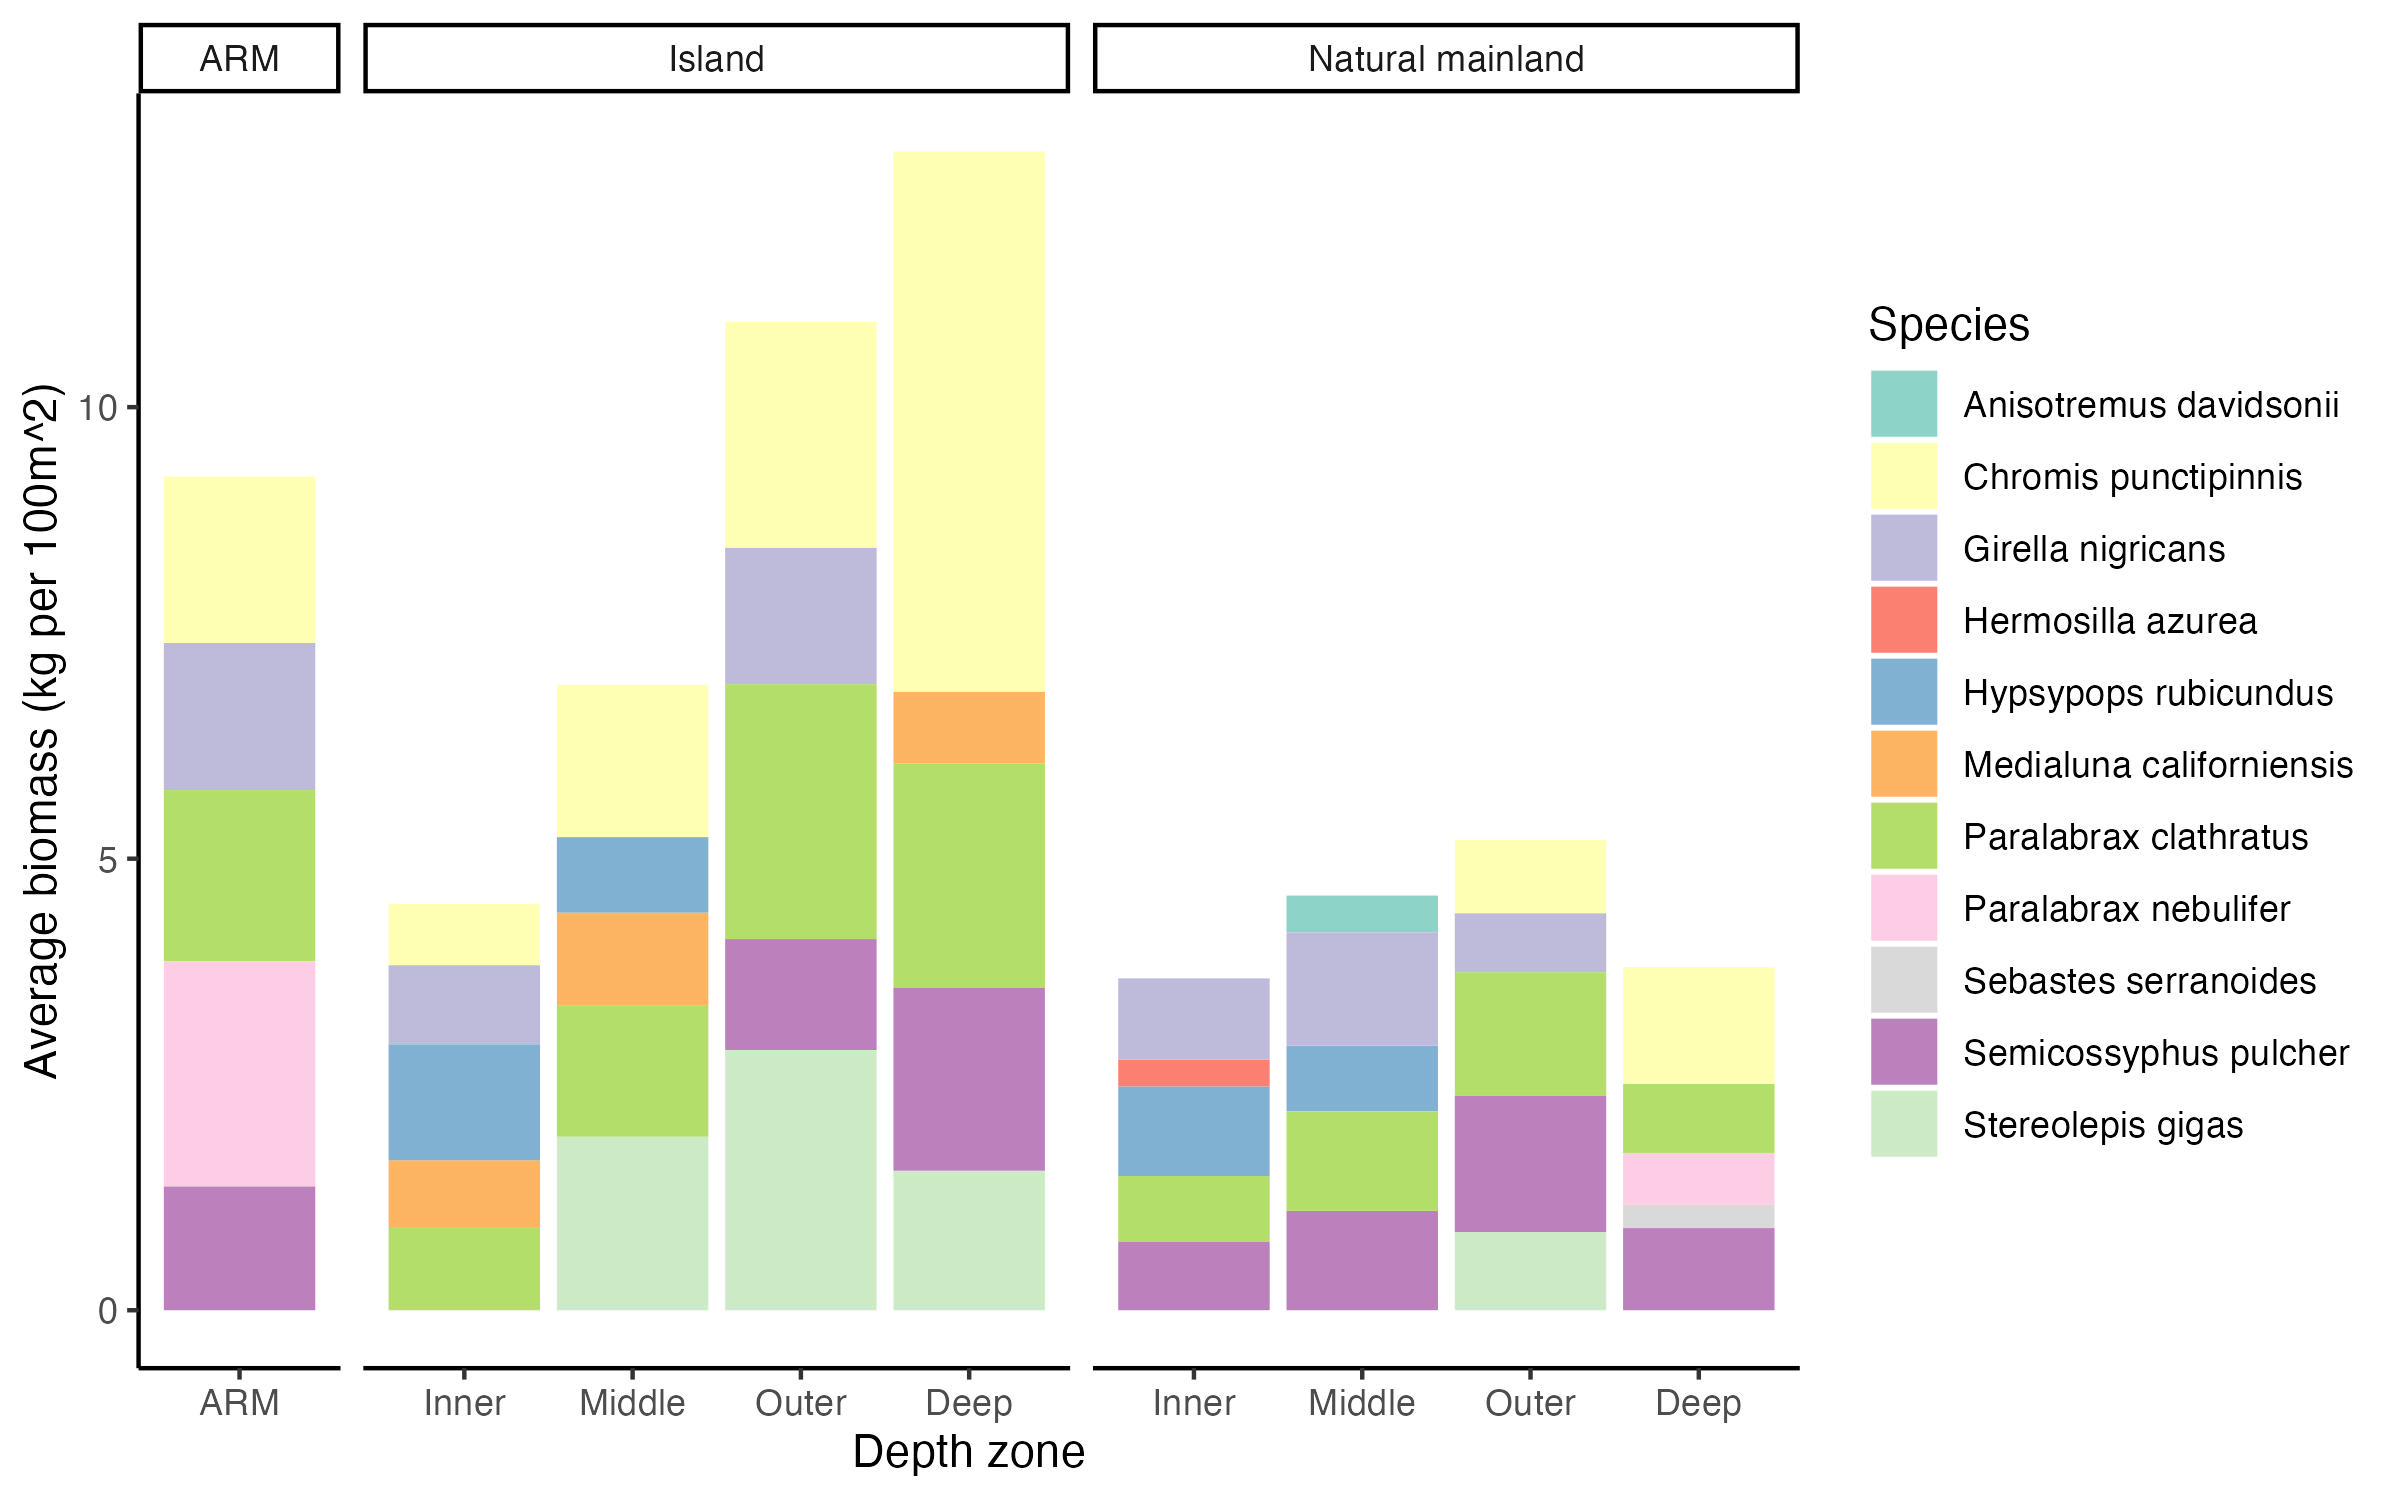 ARM
Island
Natural mainland
Average biomass (kg per 100m^2)
10
5
0
ARM
Inner
Middle
Outer
Deep
Inner
Middle
Outer
Deep
Depth zone
Species
Anisotremus davidsonii
Chromis punctipinnis
Girella nigricans
Hermosilla azurea
Hypsypops rubicundus
Medialuna californiensis
Paralabrax clathratus
Paralabrax nebulifer
Sebastes serranoides
Semicossyphus pulcher
Stereolepis gigas